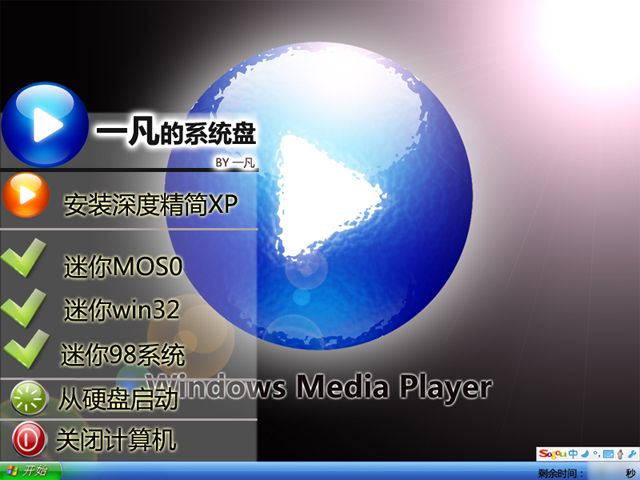 一凡的系统盘
BY 一凡
安装深度精简XP
迷你MOS0
迷你win32
迷你98系统
从硬盘启动
Windows Media Player
关闭计算机
Sogou 中
开始
剩余时间： 秒